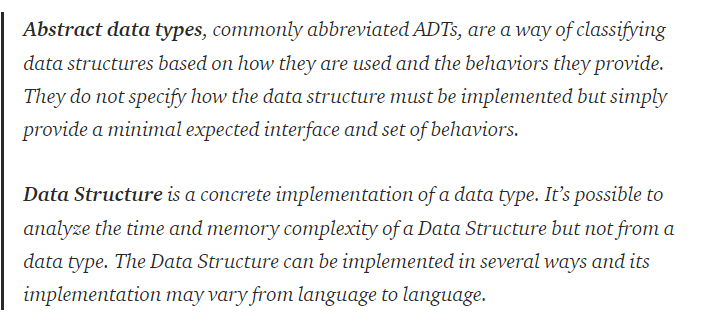 Abstract data types, commonly abbreviated ADTs, are a way of classifying
data structures based on how they are used and the behaviors they provide.
They do not specify how the data structure must be implemented but simply
provide a minimal expected interface and set of behaviors.
Data Structure is a concrete implementation of a data type. It’s possible to
analyze the time and memory complexity of a Data Structure but not from a
data type. The Data Structure can be implemented in several ways and its
implementation may vary from language to language.